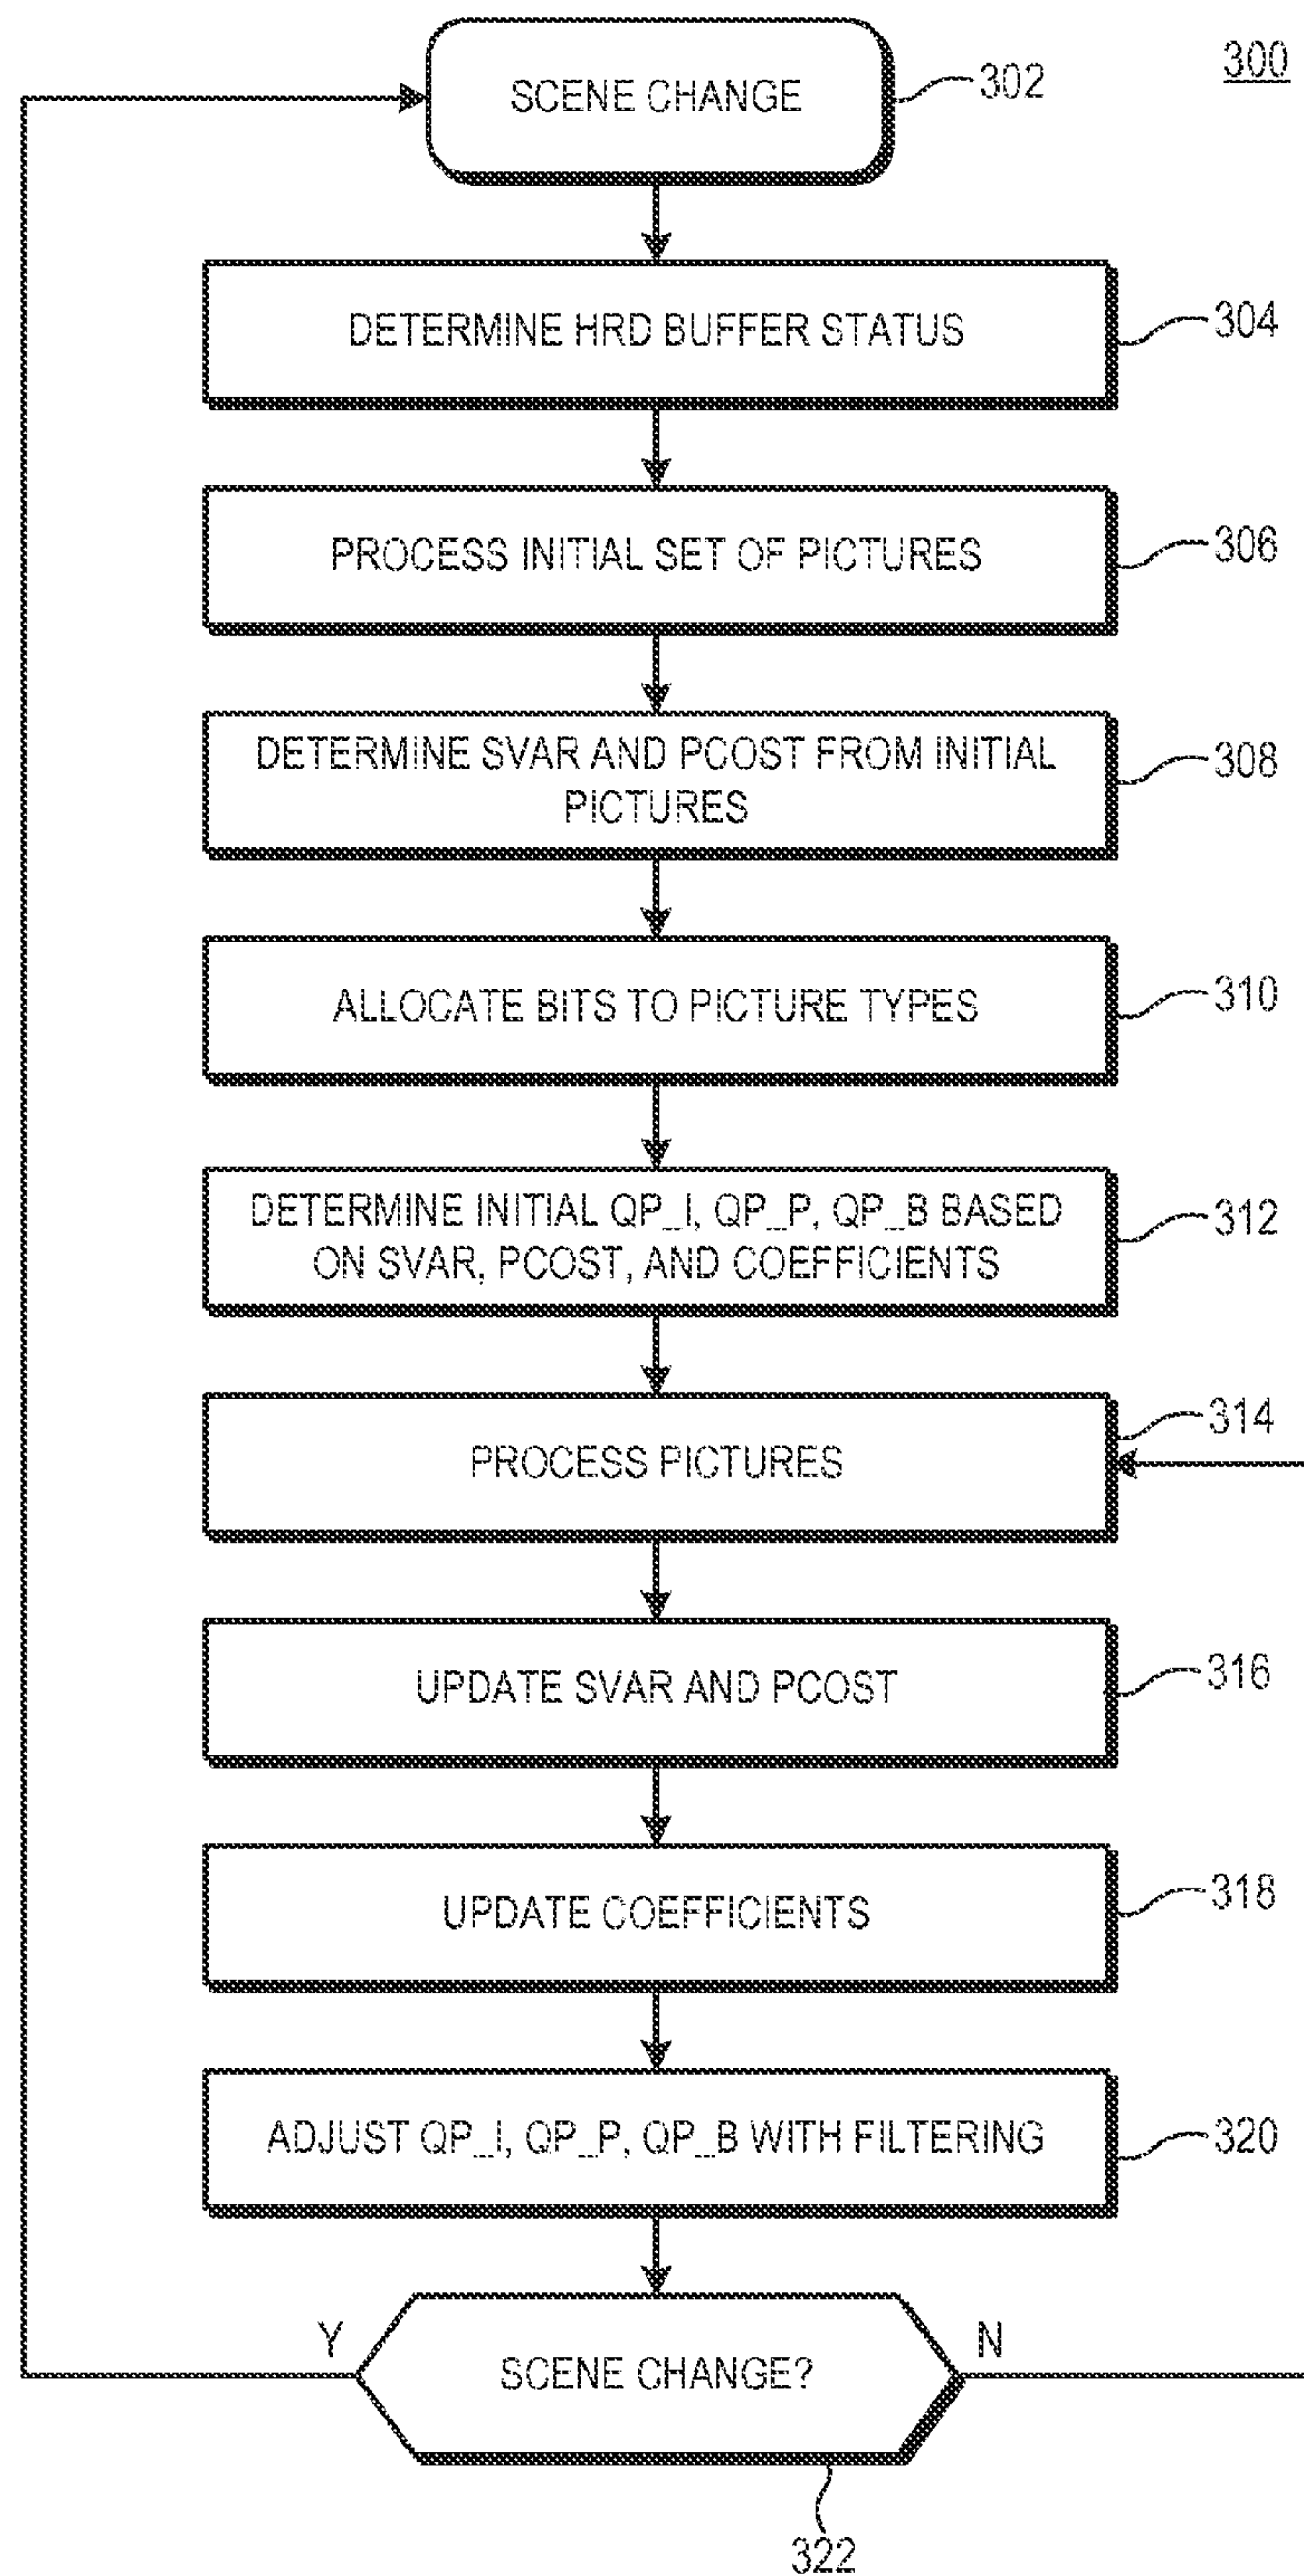 300
SCENE CHANGE
302
DETERMINE HRD BUFFER STATUS
304
PROCESS INITIAL SET OF PICTURES
306
DETERMINE SVAR AND PCOST FROM INITIAL
PICTURES
308
ALLOCATE BITS TO PICTURE TYPES
310
DETERMINE INITIAL QP_I, QP_P, QP_B BASED
ON SVAR, PCOST, AND COEFFICIENTS
312
PROCESS PICTURES
314
UPDATE SVAR AND PCOST
316
UPDATE COEFFICIENTS
318
ADJUST QP_I, QP_P, QP_B WITH FILTERING
320
Y
SCENE CHANGE?
N
322